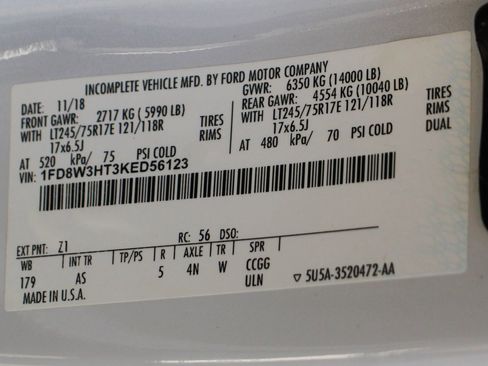 INCOMPLETE VEHICLE MFD. BY FORD MOTOR COMPANY
DATE: 11/18 GVWR: 6350 KG (14000 LB)
FRONT GAWR: 2717 KG (5990 LB) REAR GAWR: 4554 KG (10040 LB)
WITH LT245/75R17E 121/118R TIRES WITH LT245/75R17E 121/118R TIRES
17x6.5J RIMS 17x6.5J RIMS
AT 520 kPa/ 75 PSI COLD AT 480 kPa/ 70 PSI COLD DUAL
VIN: 1FD8W3HT3KED56123
EXT PNT: Z1 RC: 56 DSO:
WB INT TR TP/PS R AXLE TR SPR
179 AS 5 4N W CCGG
ULN
MADE IN U.S.A. ▽ 5U5A-3520472-AA